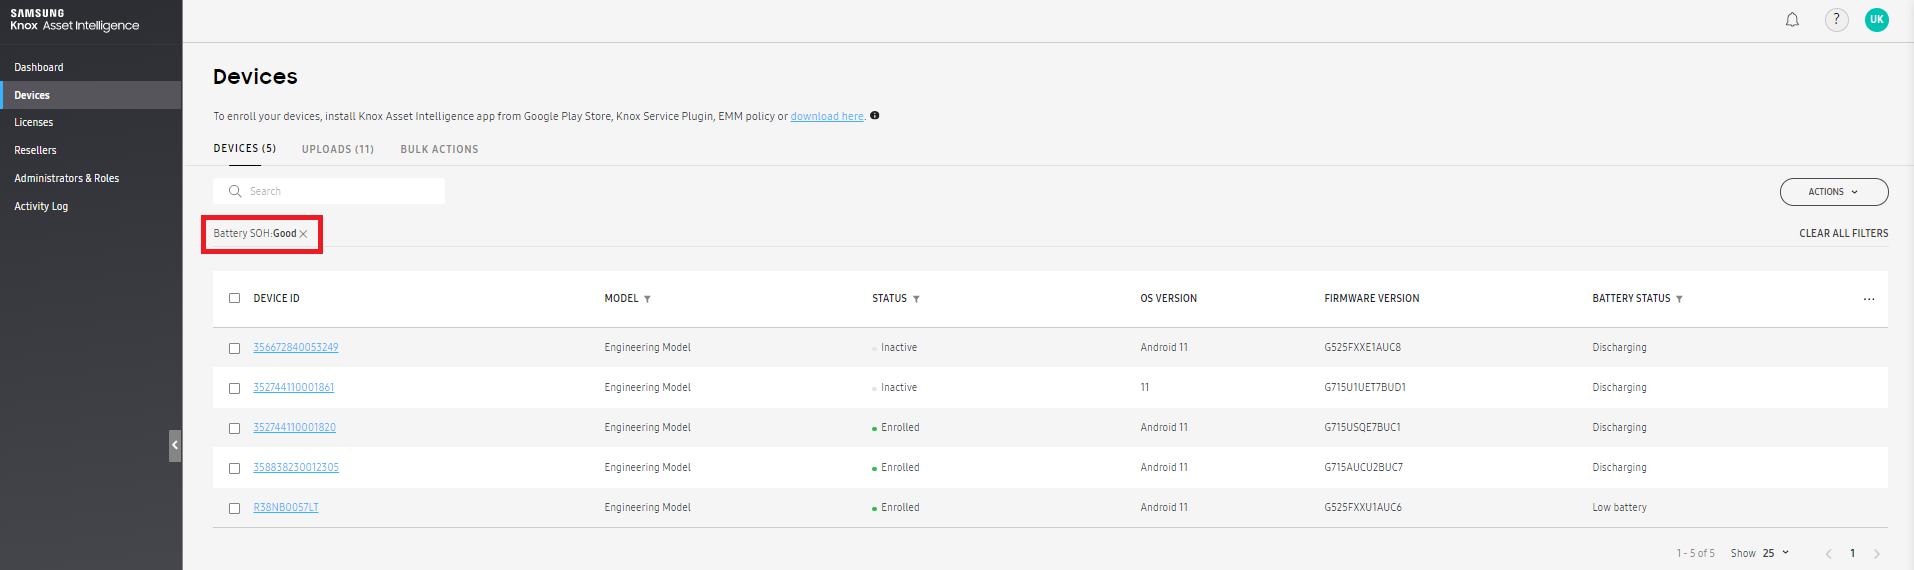 SAMSUNG
Knox Asset Intelligence
? UK
Dashboard
Devices
Licenses
Resellers
Administrators & Roles
Activity Log
Devices
To enroll your devices, install Knox Asset Intelligence app from Google Play Store, Knox Service Plugin, EMM policy or download here.
DEVICES (5) UPLOADS (11) BULK ACTIONS
Search
ACTIONS
Battery SOH:Good
CLEAR ALL FILTERS
DEVICE ID MODEL STATUS OS VERSION FIRMWARE VERSION BATTERY STATUS ...
356672840053249 Engineering Model Inactive Android 11 G525FXXE1AUC8 Discharging
352744110001861 Engineering Model Inactive 11 G715U1UET7BUD1 Discharging
352744110001820 Engineering Model Enrolled Android 11 G715USQE7BUC1 Discharging
358838230012305 Engineering Model Enrolled Android 11 G715AUCU2BUC7 Discharging
R38NB0057LT Engineering Model Enrolled Android 11 G525FXXU1AUC6 Low battery
1 - 5 of 5 Show 25 1